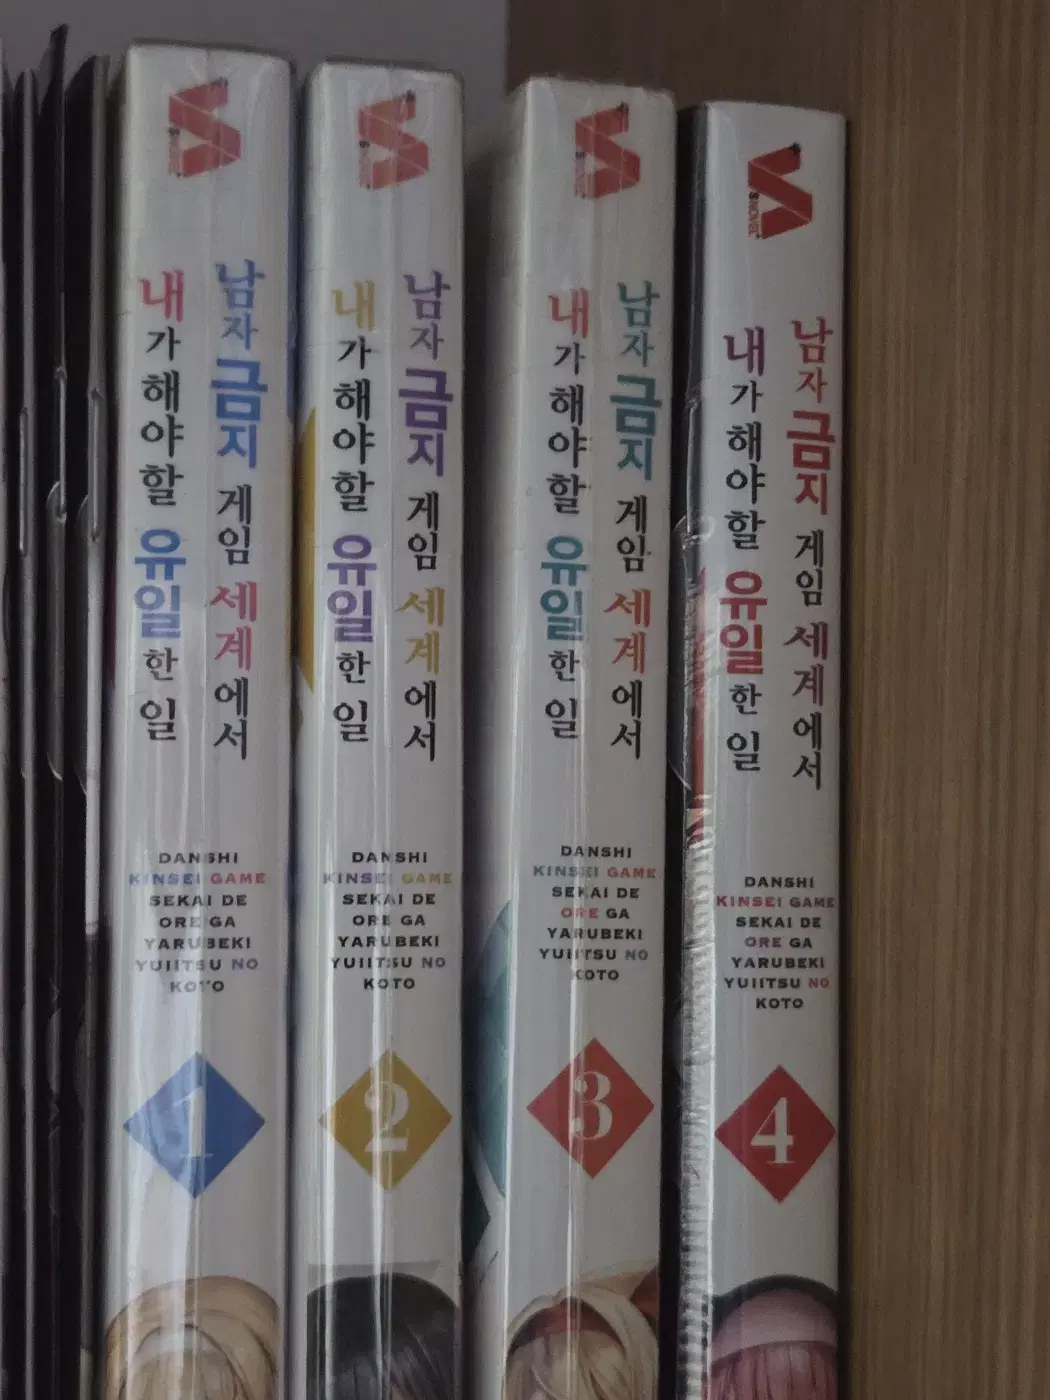 남자 금지 게임 세계에서
내가 해야 할 유일한 일
DANSHI
KINSEI GAME
SEKAI DE
ORE GA
YARUBEKI
YUIITSU NO
KOTO
1
남자 금지 게임 세계에서
내가 해야 할 유일한 일
DANSHI
KINSEI GAME
SEKAI DE
ORE GA
YARUBEKI
YUIITSU NO
KOTO
2
남자 금지 게임 세계에서
내가 해야 할 유일한 일
DANSHI
KINSEI GAME
SEKAI DE
ORE GA
YARUBEKI
YUIITSU NO
KOTO
3
S NOVEL+
남자 금지 게임 세계에서
내가 해야 할 유일한 일
DANSHI
KINSEI GAME
SEKAI DE
ORE GA
YARUBEKI
YUIITSU NO
KOTO
4